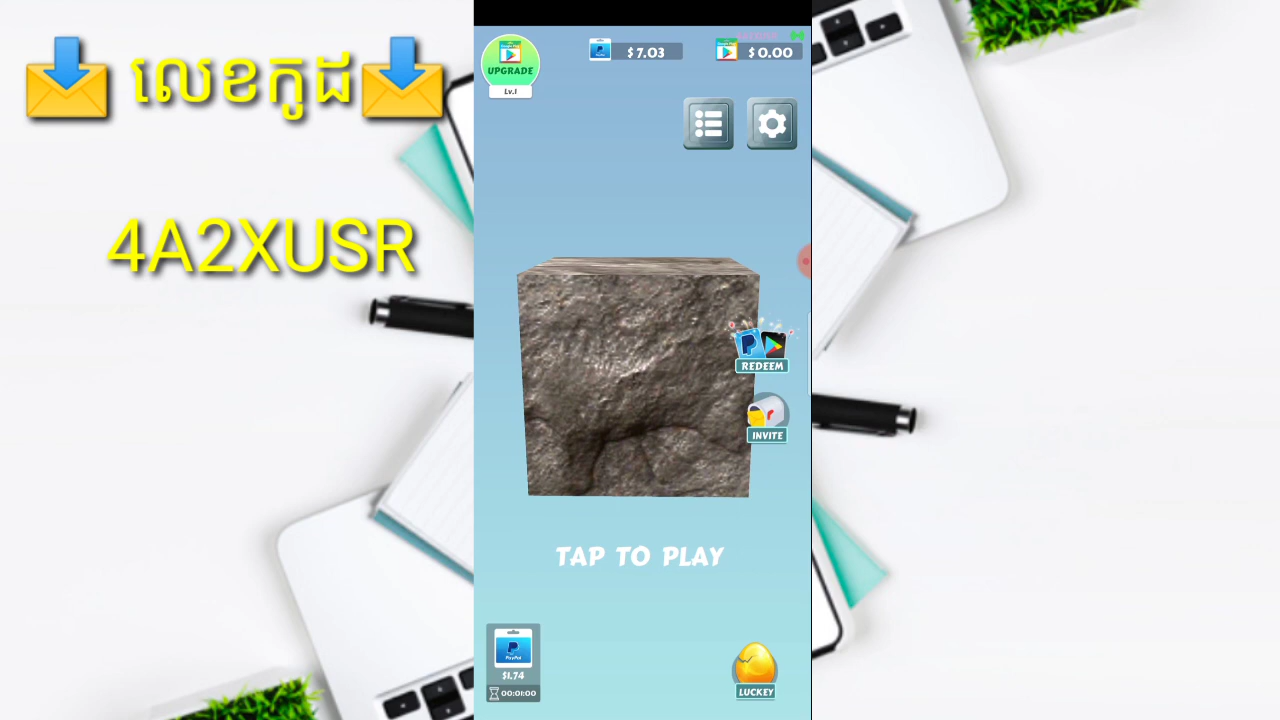 លេខកូដ
4A2XUSR
UPGRADE
Lv.1
$ 7.03
$ 0.00
REDEEM
INVITE
TAP TO PLAY
PayPal
$1.74
00:01:00
LUCKEY